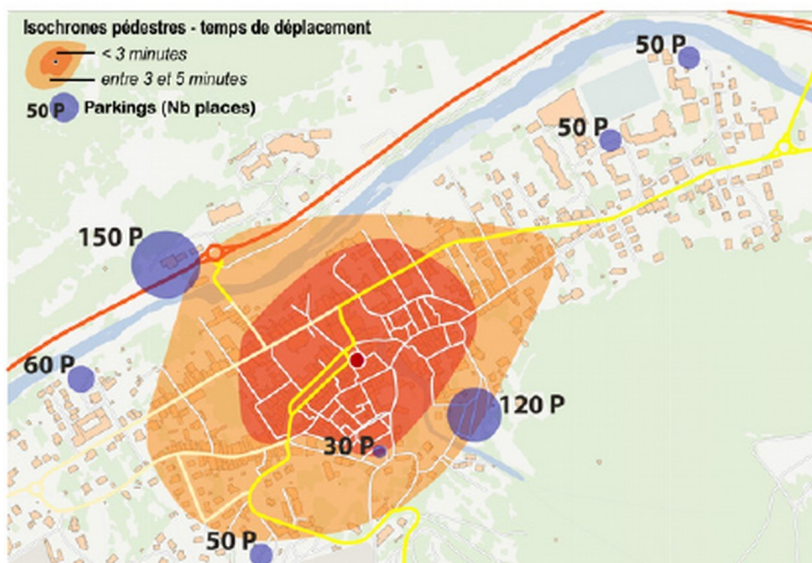 Isochrones pédestres - temps de déplacement
< 3 minutes
entre 3 et 5 minutes
50 P Parkings (Nb places)
50 P
50 P
150 P
60 P
120 P
30 P
50 P